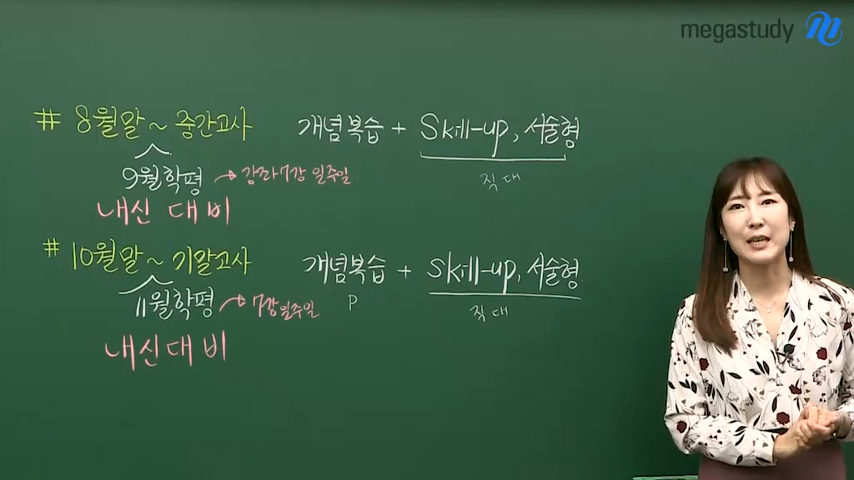 megastudy
# 8월말 ~ 중간고사 개념복습 + Skill-up, 서술형
9월학평 → 감좌7강 일주일 직대
내신 대비
# 10월말 ~ 기말고사 개념복습 + Skill-up, 서술형
11월학평 → 7강 일주일 P 직대
내신대비